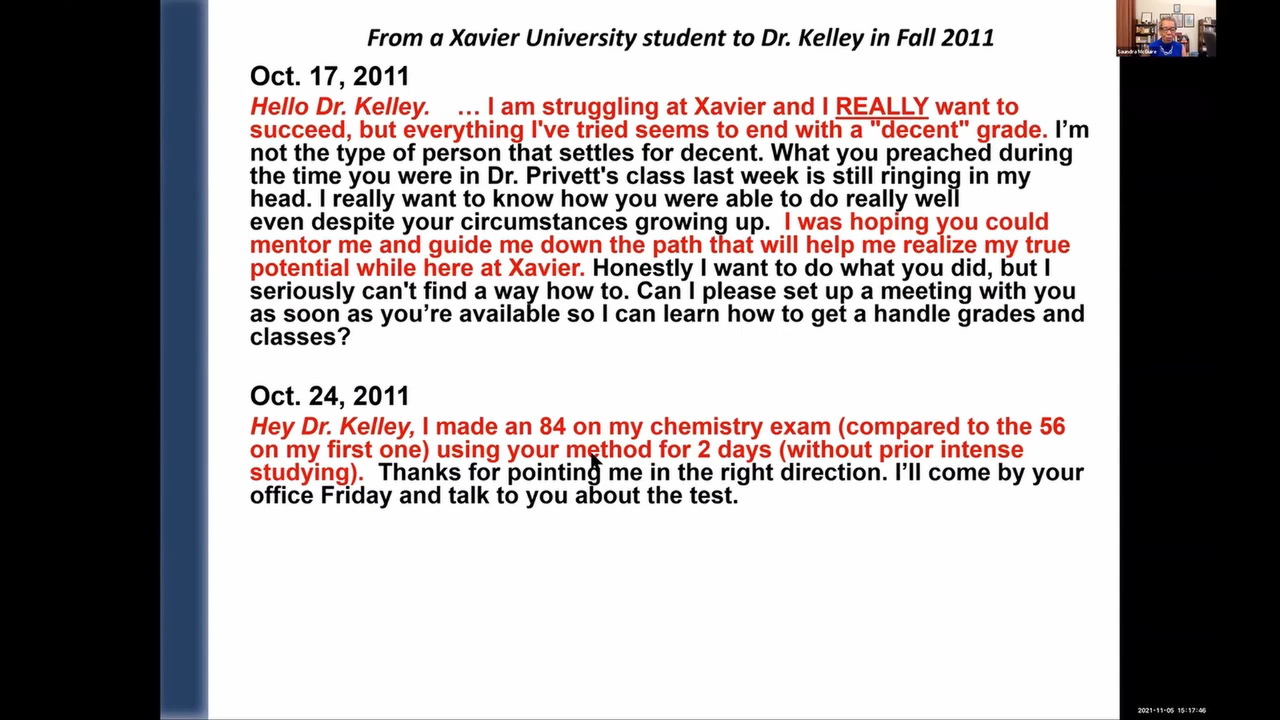 From a Xavier University student to Dr. Kelley in Fall 2011
Saundra McGuire
Oct. 17, 2011
Hello Dr. Kelley. … I am struggling at Xavier and I REALLY want to
succeed, but everything I've tried seems to end with a "decent" grade. I’m
not the type of person that settles for decent. What you preached during
the time you were in Dr. Privett's class last week is still ringing in my
head. I really want to know how you were able to do really well
even despite your circumstances growing up. I was hoping you could
mentor me and guide me down the path that will help me realize my true
potential while here at Xavier. Honestly I want to do what you did, but I
seriously can't find a way how to. Can I please set up a meeting with you
as soon as you’re available so I can learn how to get a handle grades and
classes?
Oct. 24, 2011
Hey Dr. Kelley, I made an 84 on my chemistry exam (compared to the 56
on my first one) using your method for 2 days (without prior intense
studying). Thanks for pointing me in the right direction. I’ll come by your
office Friday and talk to you about the test.
2021-11-05 15:17:46